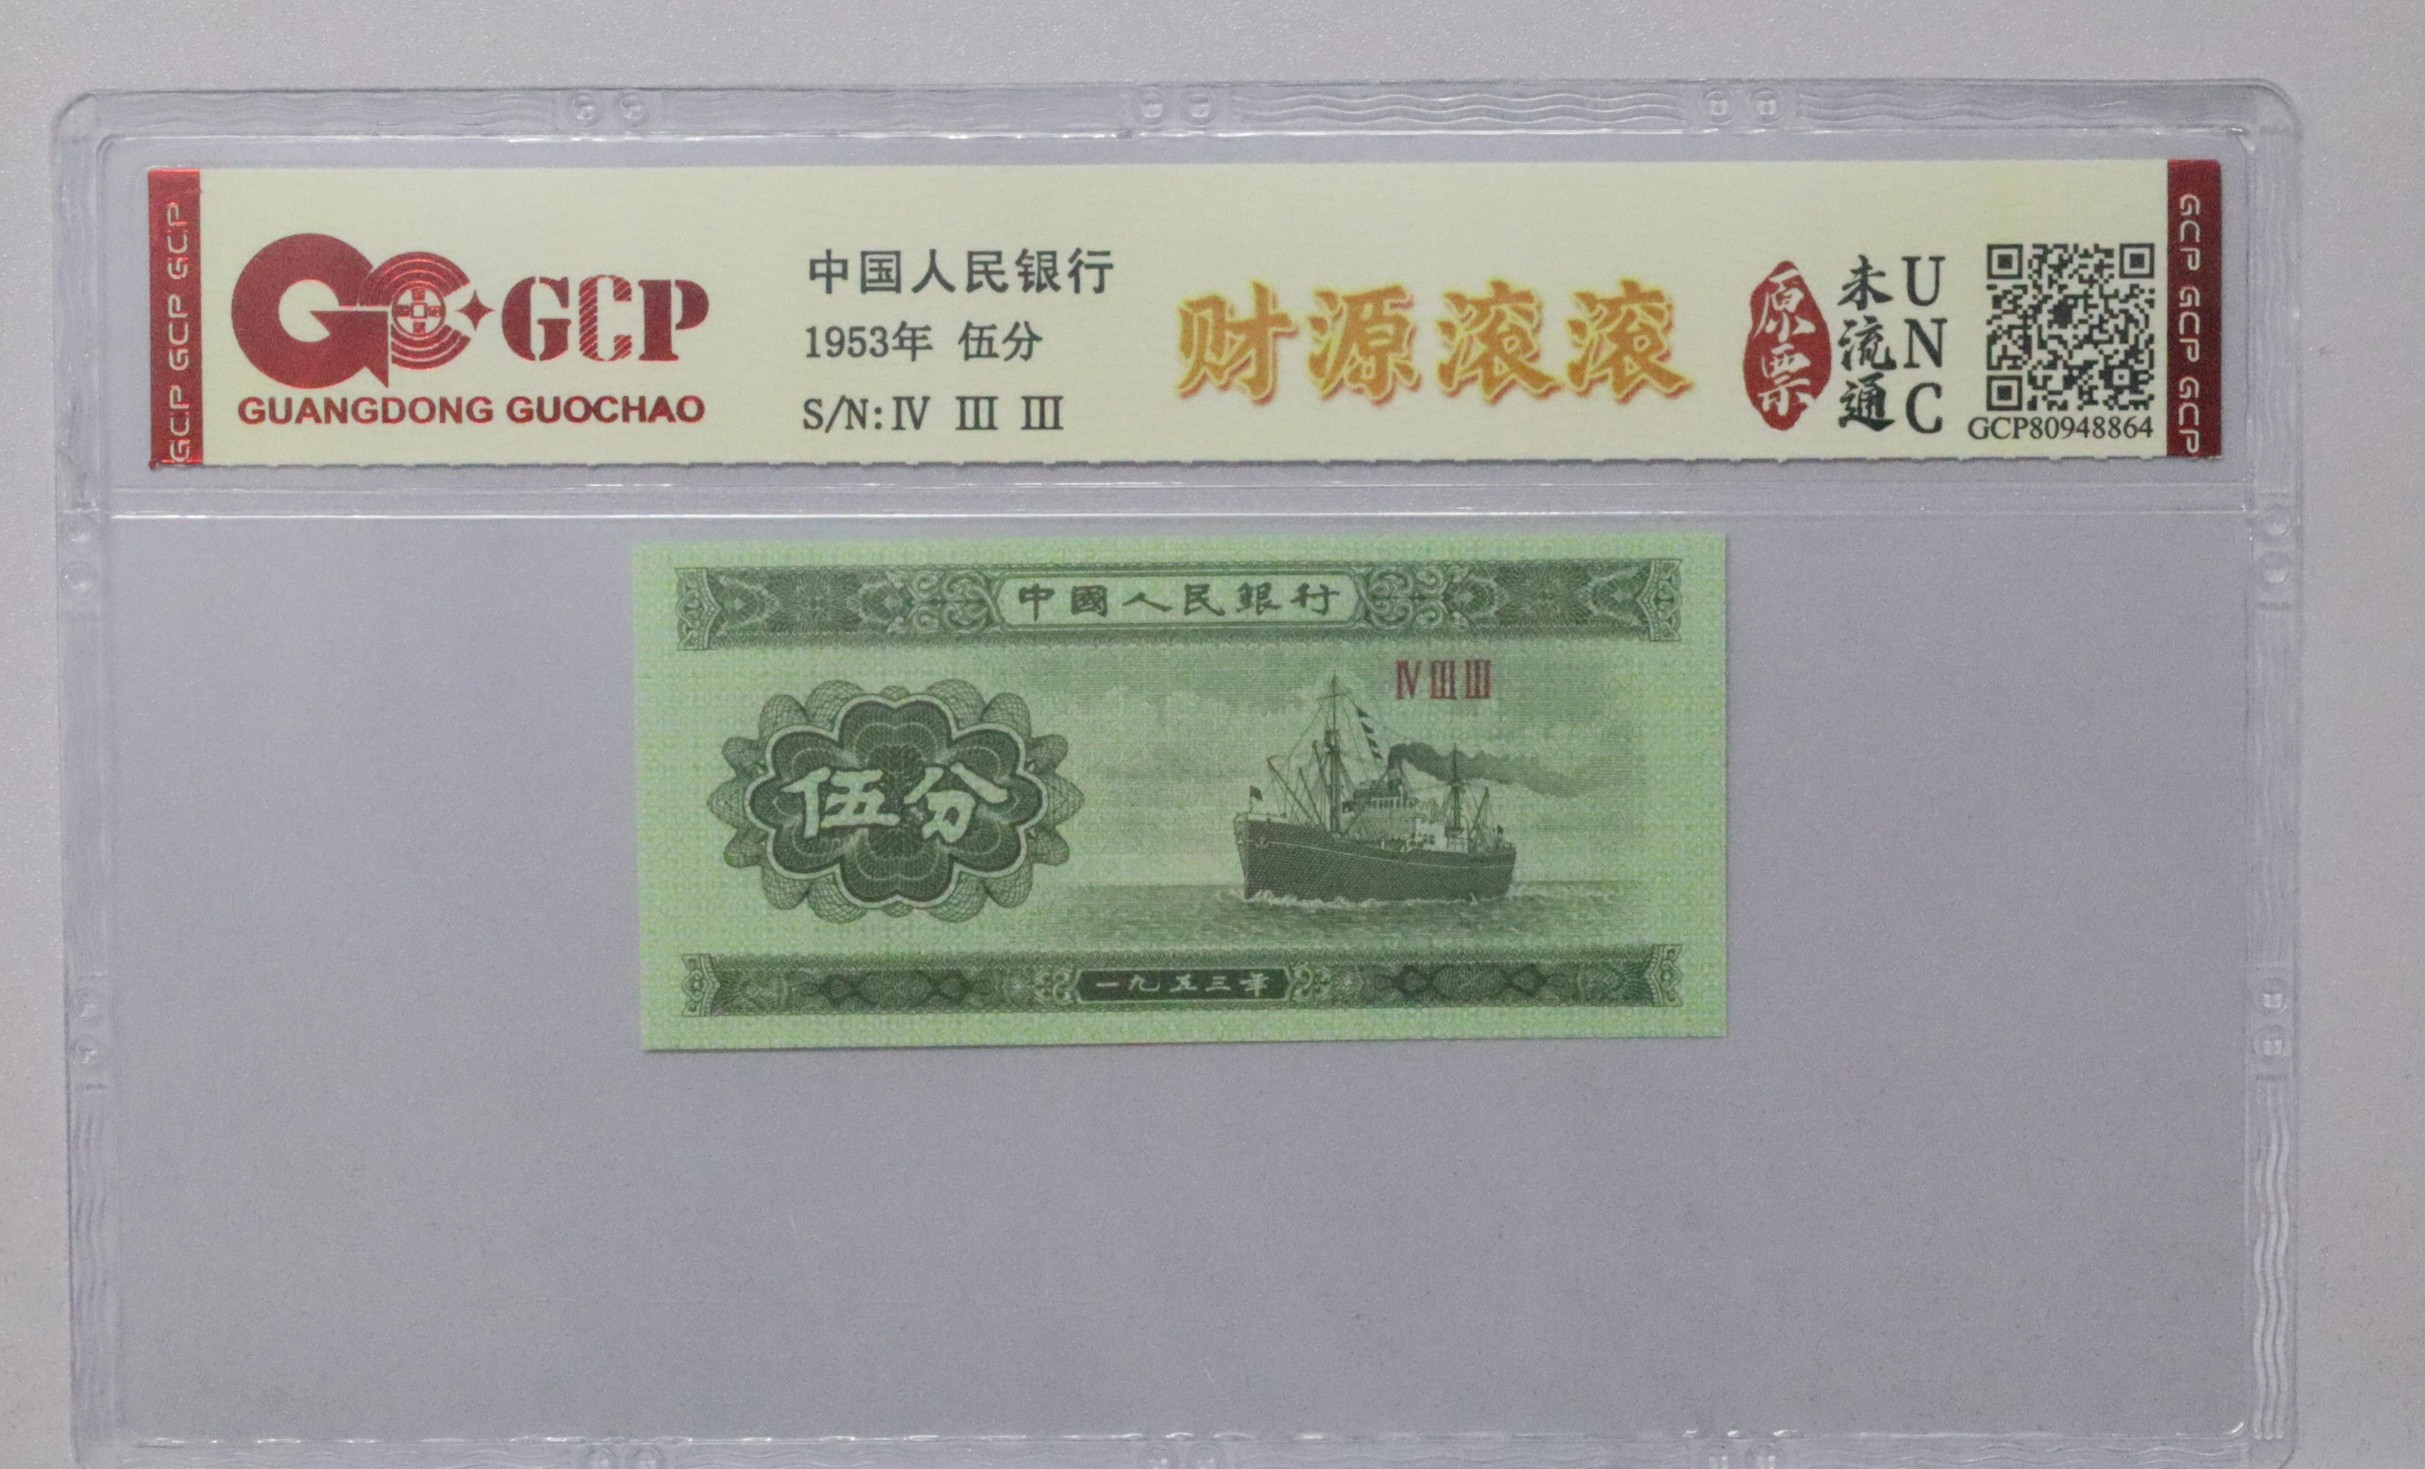 GCP GCP GCP
GCP
GUANGDONG GUOCHAO
中国人民银行
1953年 伍分
S/N: IV III III
财源滚滚
原票
未流通
UNC
GCP80948864
GCP GCP GCP
中國人民銀行
IV III III
伍分
一九五三年